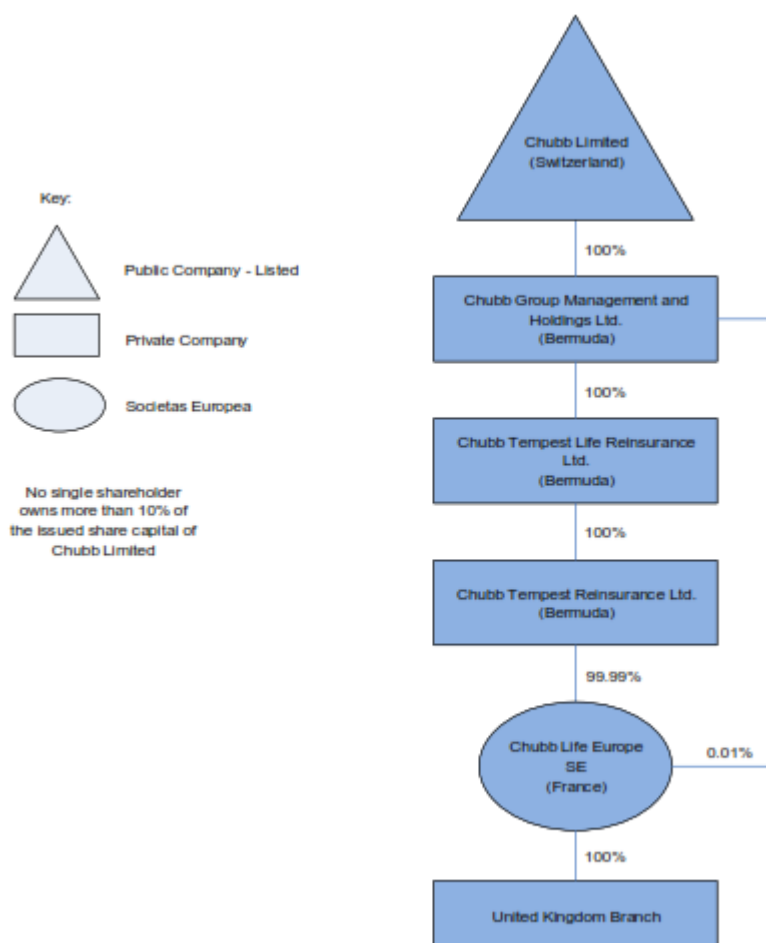 Chubb Limited
(Switzerland)
Key:
Public Company - Listed
Private Company
Societas Europea
No single shareholder
owns more than 10% of
the issued share capital of
Chubb Limited
100%
Chubb Group Management and
Holdings Ltd.
(Bermuda)
100%
Chubb Tempest Life Reinsurance
Ltd.
(Bermuda)
100%
Chubb Tempest Reinsurance Ltd.
(Bermuda)
99.99%
Chubb Life Europe
SE
(France)
0.01%
100%
United Kingdom Branch